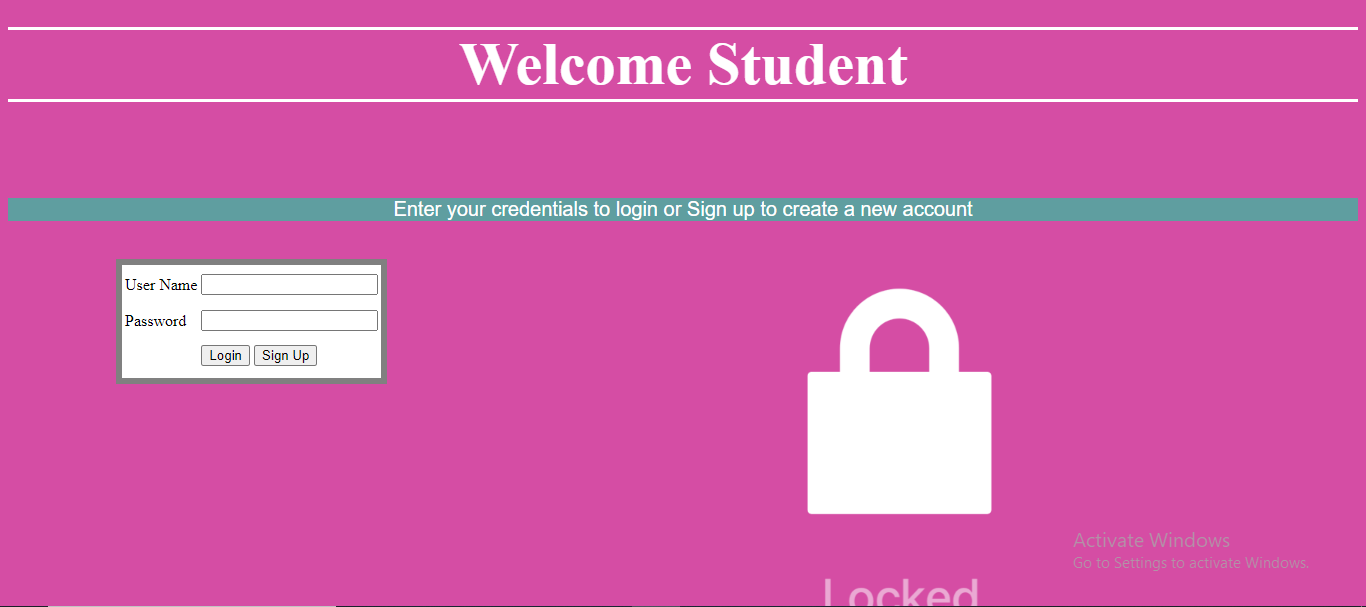 Welcome Student
Enter your credentials to login or Sign up to create a new account
User Name
Password
Login Sign Up
Activate Windows
Go to Settings to activate Windows.
Locked